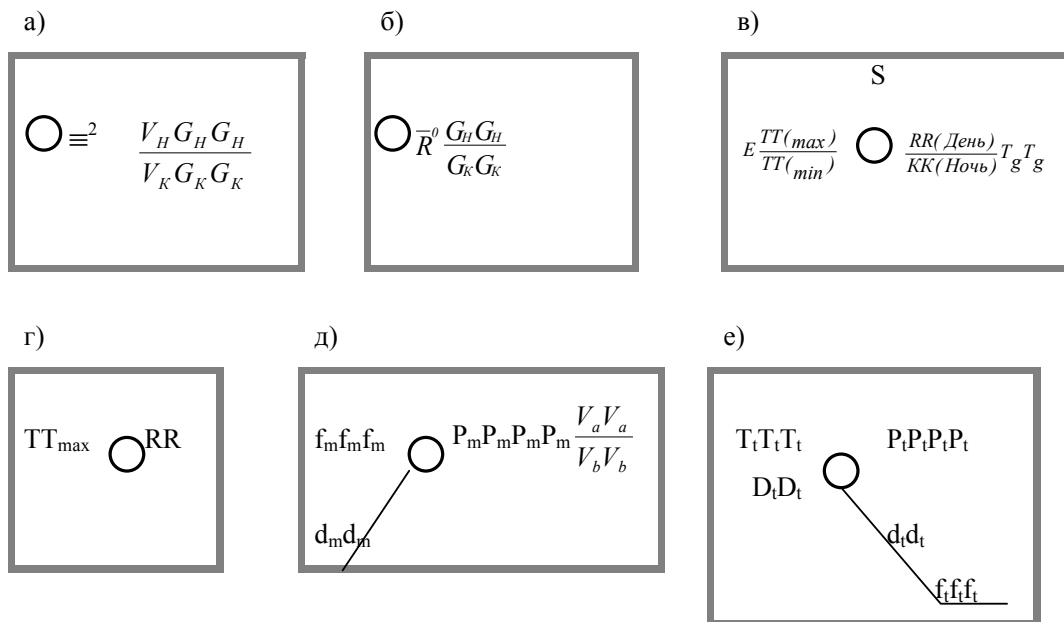 а) б) в)
≡² V_H G_H G_H / V_K G_K G_K
R̅⁰ G_H G_H / G_K G_K
S
E TT(max) / TT(min) RR(День) / КК(Ночь) T_g T_g
г) д) е)
TT_max RR
f_m f_m f_m P_m P_m P_m P_m V_a V_a / V_b V_b
d_m d_m
T_t T_t T_t P_t P_t P_t P_t
D_t D_t
d_t d_t
f_t f_t f_t